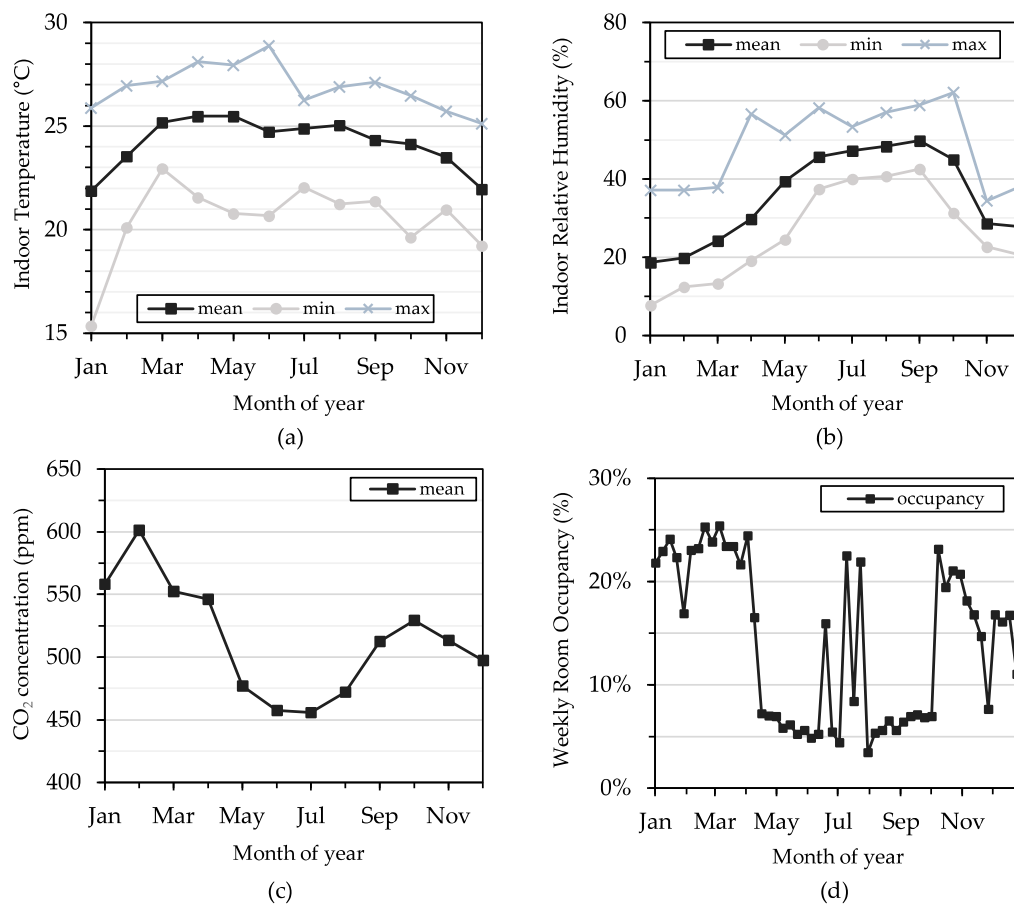 Indoor Temperature (°C)
30
25
20
15
mean min max
Jan Mar May Jul Sep Nov
Month of year
(a)
Indoor Relative Humidity (%)
80
60
40
20
0
mean min max
Jan Mar May Jul Sep Nov
Month of year
(b)
CO₂ concentration (ppm)
650
600
550
500
450
400
mean
Jan Mar May Jul Sep Nov
Month of year
(c)
Weekly Room Occupancy (%)
30%
20%
10%
0%
occupancy
Jan Mar May Jul Sep Nov
Month of year
(d)